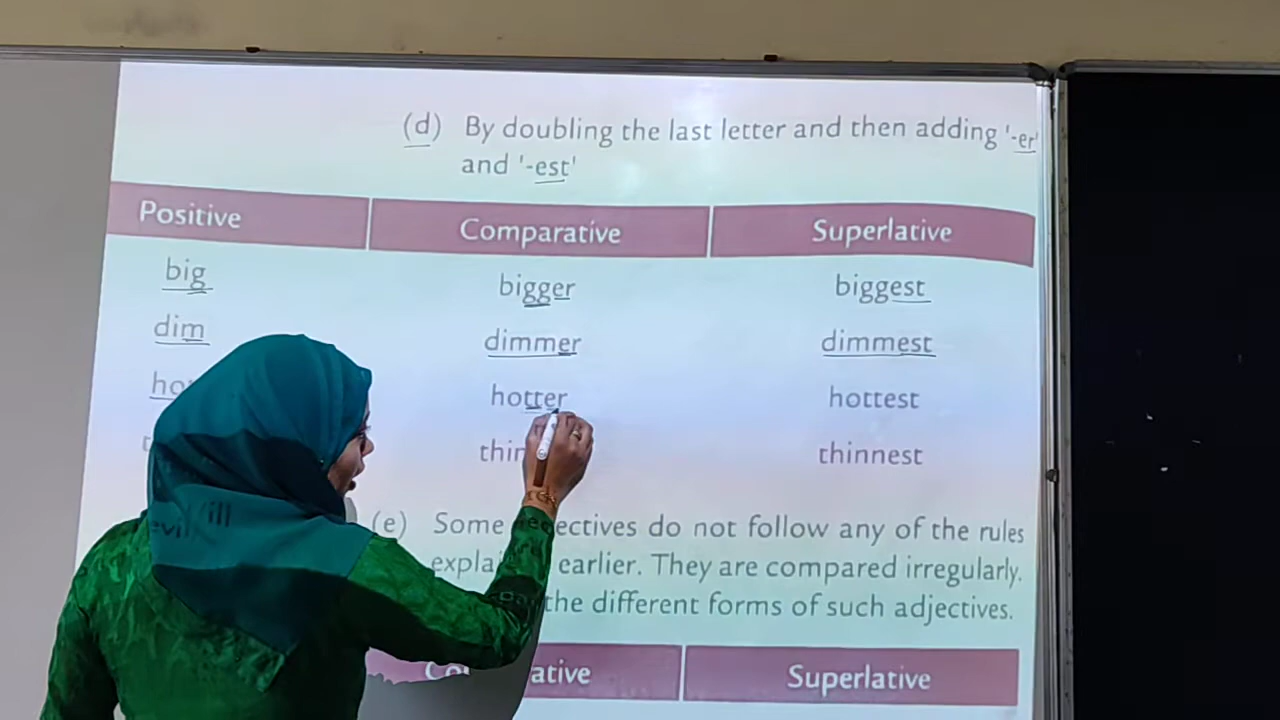 (d) By doubling the last letter and then adding '-er'
and '-est'
Positive Comparative Superlative
big bigger biggest
dim dimmer dimmest
hotter hottest
thinnest
(e) Some adjectives do not follow any of the rules
earlier. They are compared irregularly.
the different forms of such adjectives.
Superlative